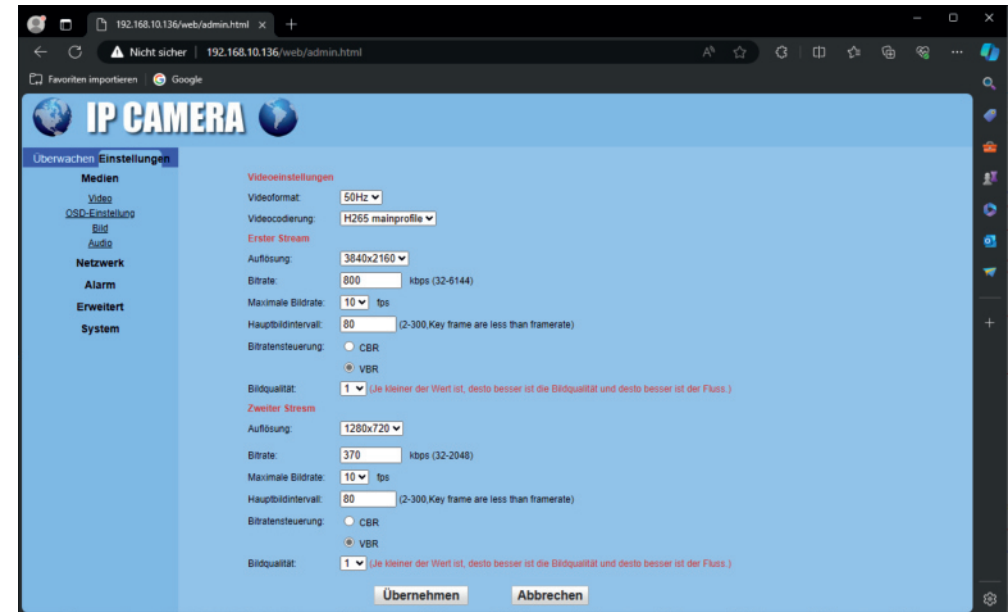 192.168.10.136/web/admin.html
Nicht sicher | 192.168.10.136/web/admin.html
Favoriten importieren Google
IP CAMERA
Überwachen Einstellungen
Medien
Video
OSD-Einstellung
Bild
Audio
Netzwerk
Alarm
Erweitert
System
Videoeinstellungen
Videoformat: 50Hz
Videocodierung: H265 mainprofile
Erster Stream
Auflösung: 3840x2160
Bitrate: 800 kbps (32-6144)
Maximale Bildrate: 10 fps
Hauptbildintervall: 80 (2-300,Key frame are less than framerate)
Bitratensteuerung: CBR
VBR
Bildqualität: 1 (Je kleiner der Wert ist, desto besser ist die Bildqualität und desto besser ist der Fluss.)
Zweiter Stresm
Auflösung: 1280x720
Bitrate: 370 kbps (32-2048)
Maximale Bildrate: 10 fps
Hauptbildintervall: 80 (2-300,Key frame are less than framerate)
Bitratensteuerung: CBR
VBR
Bildqualität: 1 (Je kleiner der Wert ist, desto besser ist die Bildqualität und desto besser ist der Fluss.)
Übernehmen Abbrechen